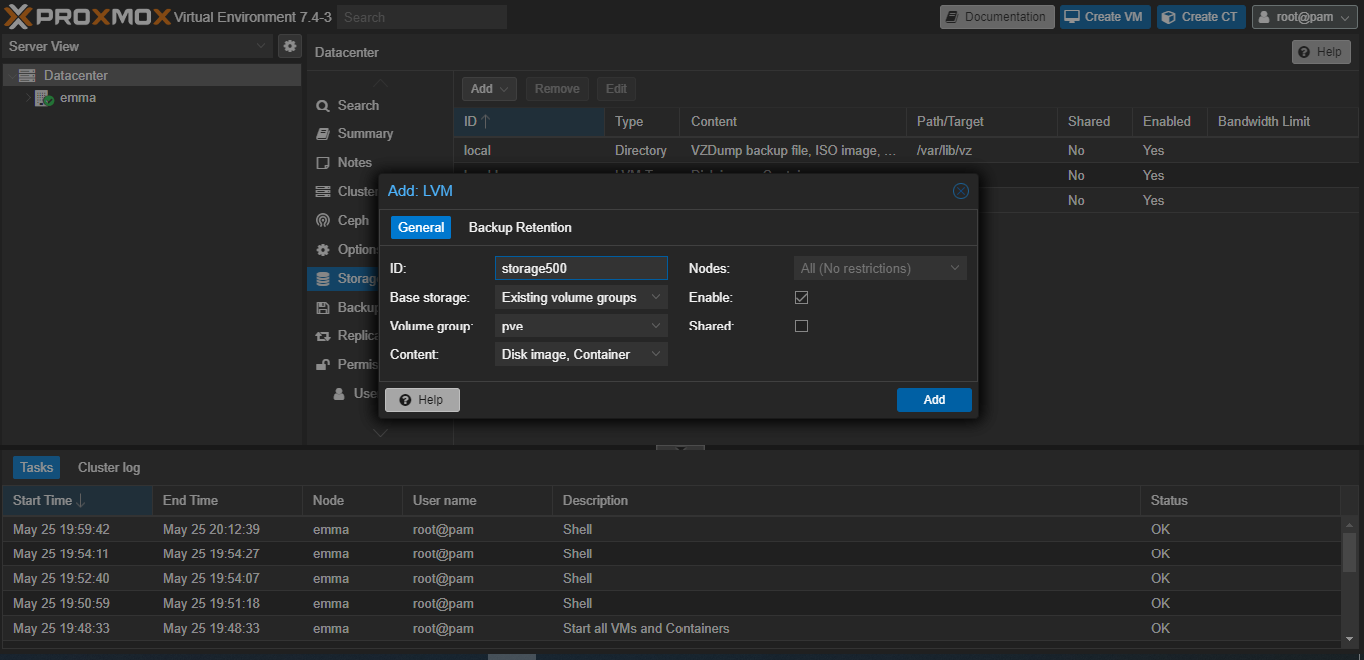 PROXMOX Virtual Environment 7.4-3 Search Documentation Create VM Create CT root@pam
Server View
Datacenter
emma
Datacenter Help
Search
Summary
Notes
Cluster
Ceph
Options
Storag
Backup
Replica
Permis
Use
Add Remove Edit
ID Type Content Path/Target Shared Enabled Bandwidth Limit
local Directory VZDump backup file, ISO image, ... /var/lib/vz No Yes
No Yes
No Yes
Add: LVM
General Backup Retention
ID: storage500 Nodes: All (No restrictions)
Base storage: Existing volume groups Enable:
Volume group: pve Shared:
Content: Disk image, Container
Help Add
Tasks Cluster log
Start Time End Time Node User name Description Status
May 25 19:59:42 May 25 20:12:39 emma root@pam Shell OK
May 25 19:54:11 May 25 19:54:27 emma root@pam Shell OK
May 25 19:52:40 May 25 19:54:07 emma root@pam Shell OK
May 25 19:50:59 May 25 19:51:18 emma root@pam Shell OK
May 25 19:48:33 May 25 19:48:33 emma root@pam Start all VMs and Containers OK